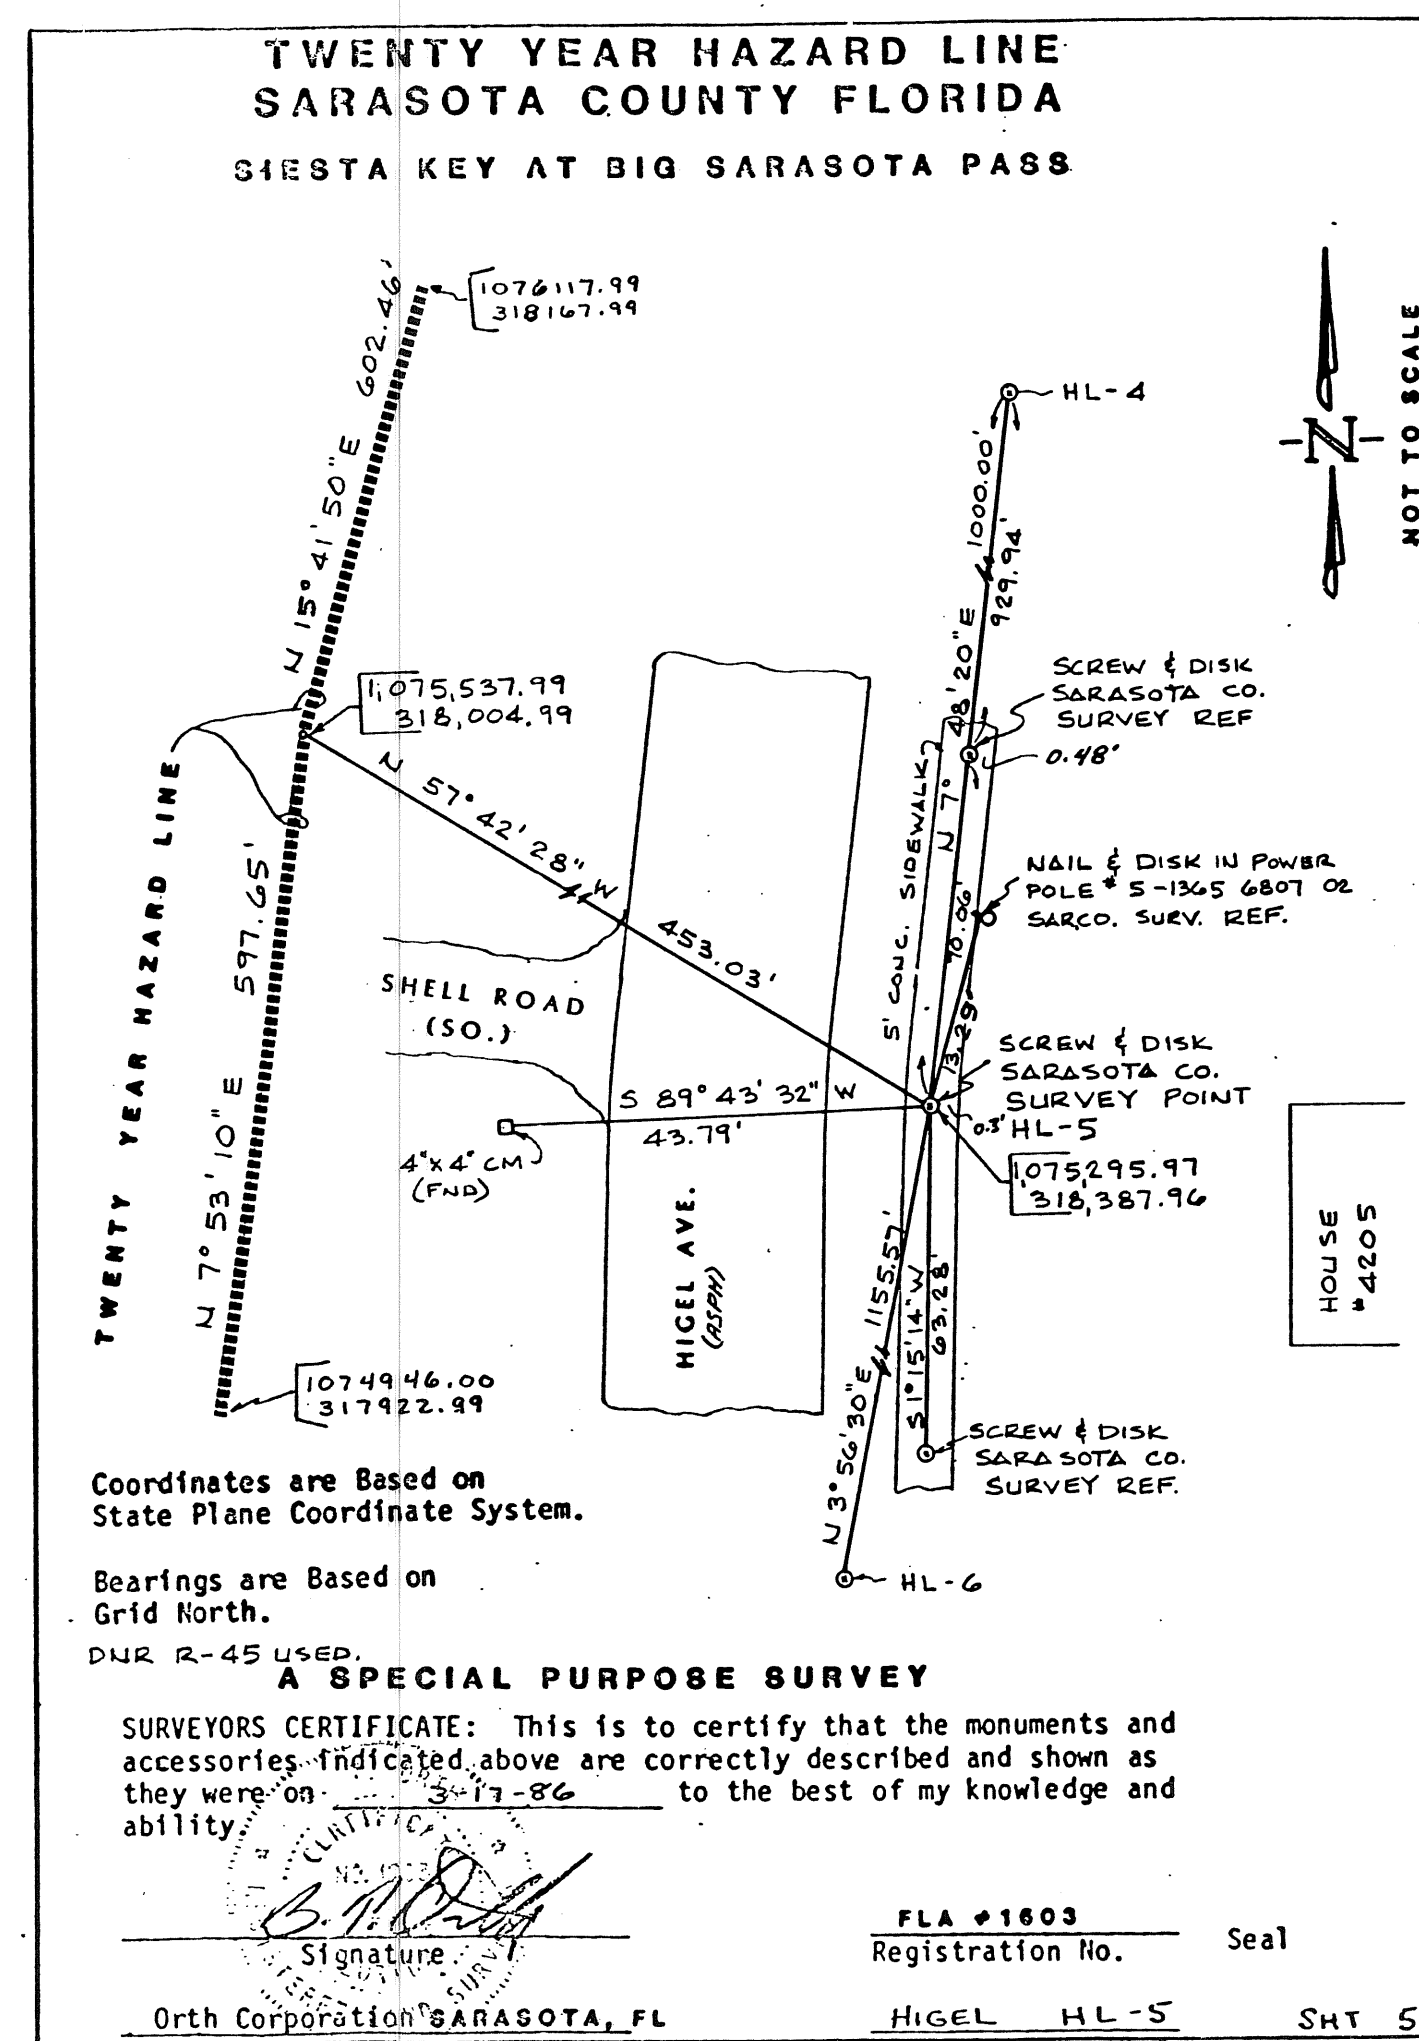 TWENTY YEAR HAZARD LINE
SARASOTA COUNTY FLORIDA
SIESTA KEY AT BIG SARASOTA PASS
1076117.99
318167.99
602.46'
N 15° 41' 50" E
HL-4
1000.00'
929.94'
N 7° 48' 20" E
N
NOT TO SCALE
1,075,537.99
318,004.99
SCREW & DISK
SARASOTA CO.
SURVEY REF
0.48'
N 57° 42' 28" W
453.03'
TWENTY YEAR HAZARD LINE
597.65'
N 7° 53' 10" E
5' CONC. SIDEWALK
70.06'
NAIL & DISK IN POWER
POLE # 5-1365 6807 02
SARCO. SURV. REF.
SHELL ROAD
(SO.)
13.29
SCREW & DISK
SARASOTA CO.
SURVEY POINT
HL-5
0.3'
S 89° 43' 32" W
43.79'
4"X4" CM
(FND)
1,075,295.97
318,387.96
HIGEL AVE.
(ASPH)
HOUSE
#4205
1155.57'
N 3° 56' 30" E
S 1° 15' 14" W
63.28'
1074946.00
317922.99
SCREW & DISK
SARASOTA CO.
SURVEY REF.
HL-6
Coordinates are Based on
State Plane Coordinate System.
Bearings are Based on
Grid North.
DNR R-45 USED.
A SPECIAL PURPOSE SURVEY
SURVEYORS CERTIFICATE: This is to certify that the monuments and
accessories indicated above are correctly described and shown as
they were on 3-17-86 to the best of my knowledge and
ability.
Signature
FLA #1603
Registration No.
Seal
Orth Corporation SARASOTA, FL
HIGEL HL-5
SHT 5